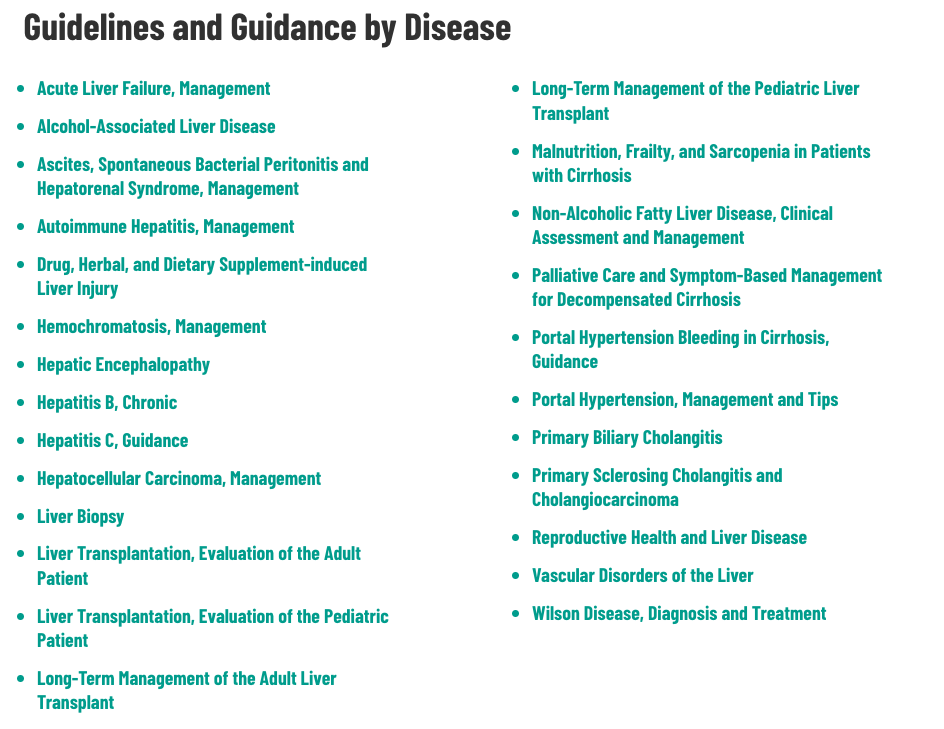 Guidelines and Guidance by Disease
Acute Liver Failure, Management
Alcohol-Associated Liver Disease
Ascites, Spontaneous Bacterial Peritonitis and
Hepatorenal Syndrome, Management
Autoimmune Hepatitis, Management
Drug, Herbal, and Dietary Supplement-induced
Liver Injury
Hemochromatosis, Management
Hepatic Encephalopathy
Hepatitis B, Chronic
Hepatitis C, Guidance
Hepatocellular Carcinoma, Management
Liver Biopsy
Liver Transplantation, Evaluation of the Adult
Patient
Liver Transplantation, Evaluation of the Pediatric
Patient
Long-Term Management of the Adult Liver
Transplant
Long-Term Management of the Pediatric Liver
Transplant
Malnutrition, Frailty, and Sarcopenia in Patients
with Cirrhosis
Non-Alcoholic Fatty Liver Disease, Clinical
Assessment and Management
Palliative Care and Symptom-Based Management
for Decompensated Cirrhosis
Portal Hypertension Bleeding in Cirrhosis,
Guidance
Portal Hypertension, Management and Tips
Primary Biliary Cholangitis
Primary Sclerosing Cholangitis and
Cholangiocarcinoma
Reproductive Health and Liver Disease
Vascular Disorders of the Liver
Wilson Disease, Diagnosis and Treatment